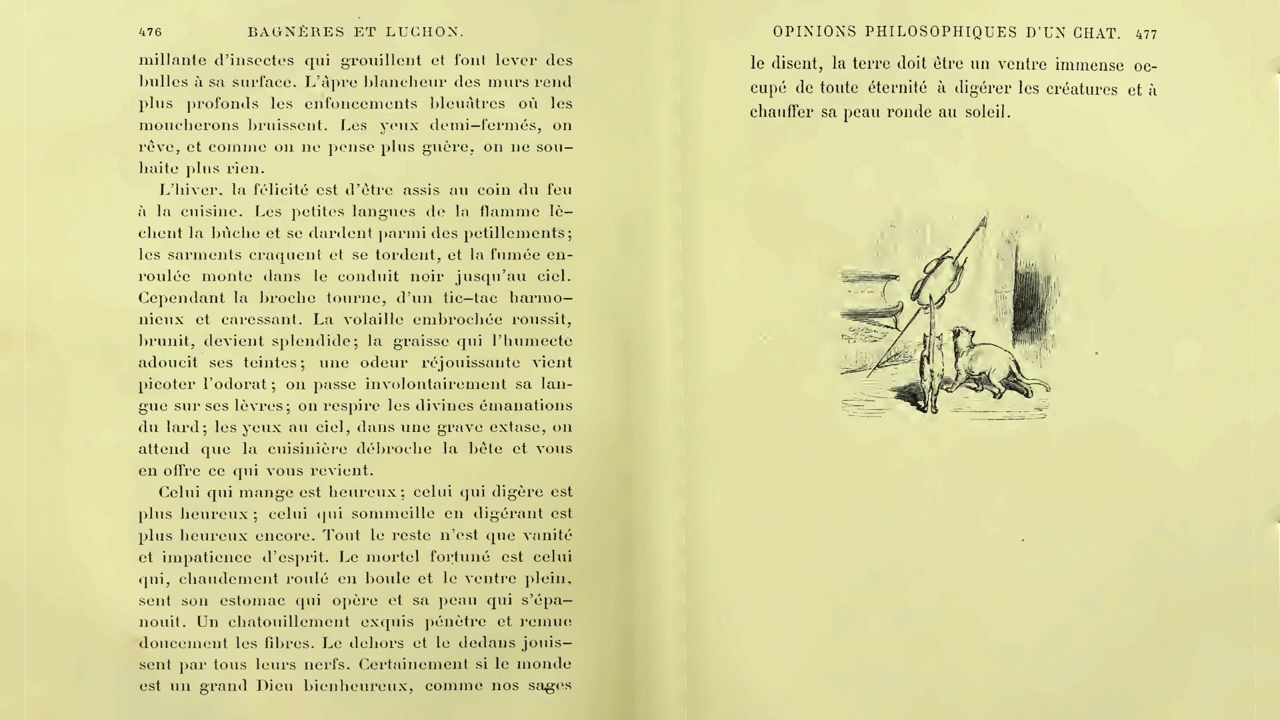 476 BAGNÈRES ET LUCHON.
millante d'insectes qui grouillent et font lever des
bulles à sa surface. L'âpre blancheur des murs rend
plus profonds les enfoncements bleuâtres où les
moucherons bruissent. Les yeux demi-fermés, on
rêve, et comme on ne pense plus guère, on ne sou-
haite plus rien.
L'hiver, la félicité est d'être assis au coin du feu
à la cuisine. Les petites langues de la flamme lè-
chent la bûche et se dardent parmi des petillements;
les sarments craquent et se tordent, et la fumée en-
roulée monte dans le conduit noir jusqu'au ciel.
Cependant la broche tourne, d'un tic-tac harmo-
nieux et caressant. La volaille embrochée roussit,
brunit, devient splendide; la graisse qui l'humecte
adoucit ses teintes; une odeur réjouissante vient
picoter l'odorat; on passe involontairement sa lan-
gue sur ses lèvres; on respire les divines émanations
du lard; les yeux au ciel, dans une grave extase, on
attend que la cuisinière débroche la bête et vous
en offre ce qui vous revient.
Celui qui mange est heureux; celui qui digère est
plus heureux; celui qui sommeille en digérant est
plus heureux encore. Tout le reste n'est que vanité
et impatience d'esprit. Le mortel fortuné est celui
qui, chaudement roulé en boule et le ventre plein,
sent son estomac qui opère et sa peau qui s'épa-
nouit. Un chatouillement exquis pénètre et remue
doucement les fibres. Le dehors et le dedans jouis-
sent par tous leurs nerfs. Certainement si le monde
est un grand Dieu bienheureux, comme nos sages
OPINIONS PHILOSOPHIQUES D'UN CHAT. 477
le disent, la terre doit être un ventre immense oc-
cupé de toute éternité à digérer les créatures et à
chauffer sa peau ronde au soleil.